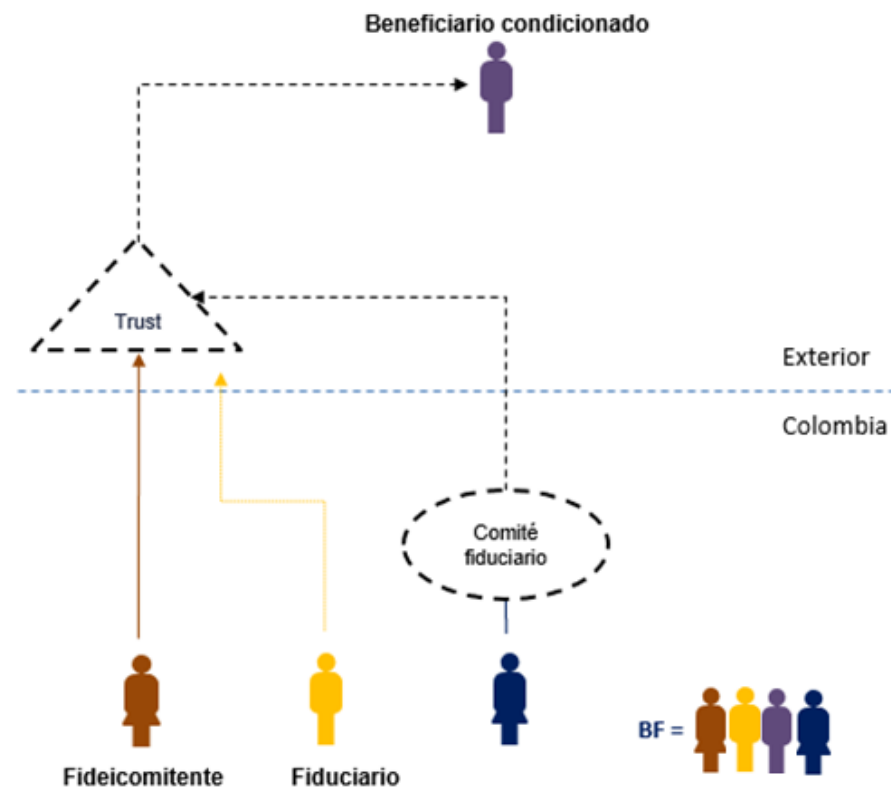 Beneficiario condicionado
Trust
Exterior
Colombia
Comité
fiduciario
BF =
Fideicomitente
Fiduciario